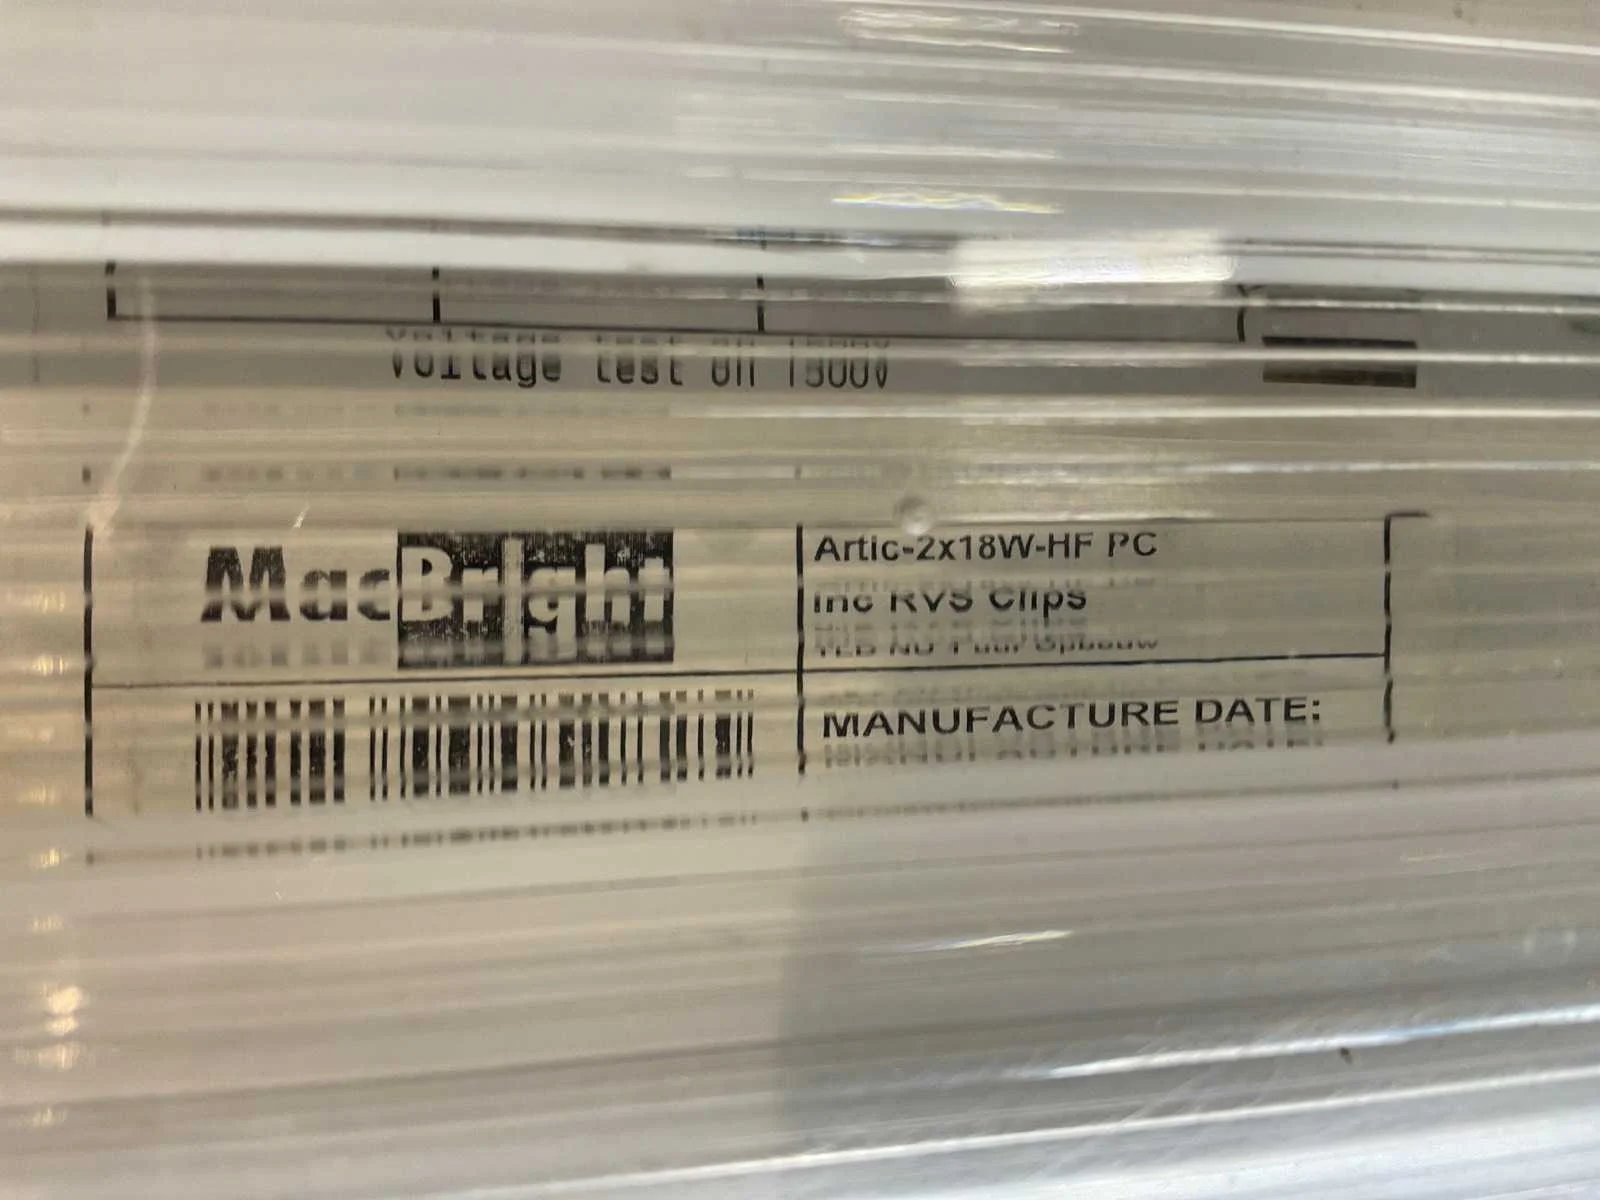 Voltage test on 1500V
MacBright
Artic-2x18W-HF PC
Inc RVS Clips
MANUFACTURE DATE: